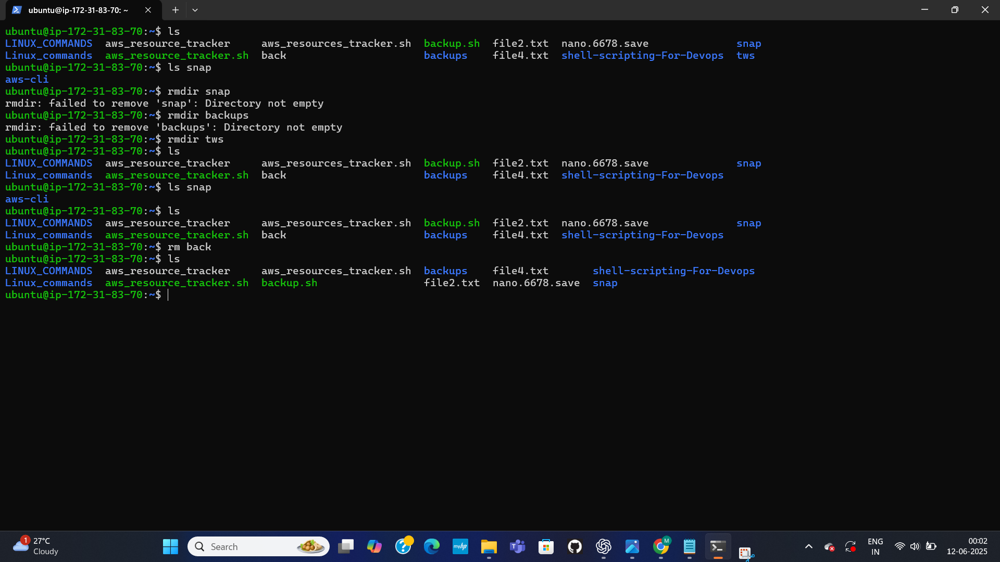 ubuntu@ip-172-31-83-70: ~
ubuntu@ip-172-31-83-70:~$ ls
LINUX_COMMANDS  aws_resource_tracker     aws_resources_tracker.sh  backup.sh  file2.txt  nano.6678.save              snap
Linux_commands  aws_resource_tracker.sh  back                      backups    file4.txt  shell-scripting-For-Devops  tws
ubuntu@ip-172-31-83-70:~$ ls snap
aws-cli
ubuntu@ip-172-31-83-70:~$ rmdir snap
rmdir: failed to remove 'snap': Directory not empty
ubuntu@ip-172-31-83-70:~$ rmdir backups
rmdir: failed to remove 'backups': Directory not empty
ubuntu@ip-172-31-83-70:~$ rmdir tws
ubuntu@ip-172-31-83-70:~$ ls
LINUX_COMMANDS  aws_resource_tracker     aws_resources_tracker.sh  backup.sh  file2.txt  nano.6678.save              snap
Linux_commands  aws_resource_tracker.sh  back                      backups    file4.txt  shell-scripting-For-Devops
ubuntu@ip-172-31-83-70:~$ ls snap
aws-cli
ubuntu@ip-172-31-83-70:~$ ls
LINUX_COMMANDS  aws_resource_tracker     aws_resources_tracker.sh  backup.sh  file2.txt  nano.6678.save              snap
Linux_commands  aws_resource_tracker.sh  back                      backups    file4.txt  shell-scripting-For-Devops
ubuntu@ip-172-31-83-70:~$ rm back
ubuntu@ip-172-31-83-70:~$ ls
LINUX_COMMANDS  aws_resource_tracker     aws_resources_tracker.sh  backups    file4.txt       shell-scripting-For-Devops
Linux_commands  aws_resource_tracker.sh  backup.sh                 file2.txt  nano.6678.save  snap
ubuntu@ip-172-31-83-70:~$
1
27°C
Cloudy
Search
myhp
T
M
ENG
IN
00:02
12-06-2025